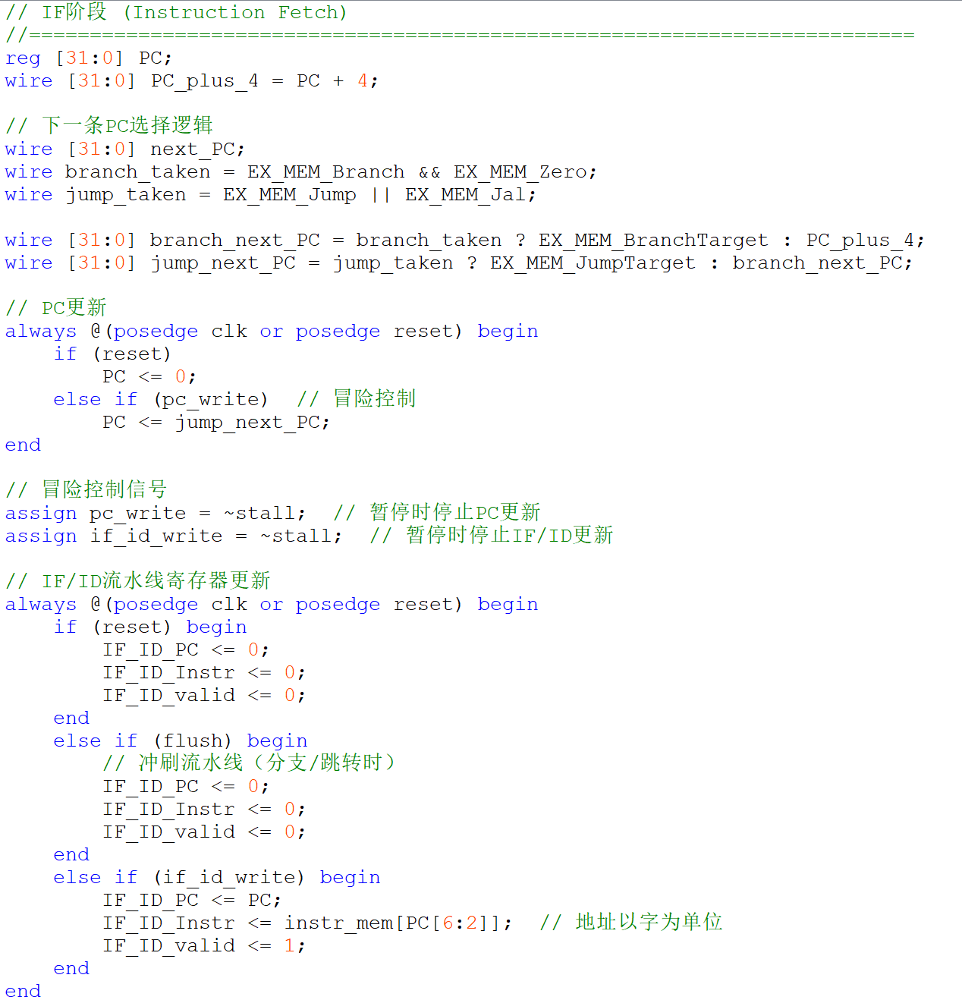 // IF阶段 (Instruction Fetch)
//=========================================================================
reg [31:0] PC;
wire [31:0] PC_plus_4 = PC + 4;

// 下一条PC选择逻辑
wire [31:0] next_PC;
wire branch_taken = EX_MEM_Branch && EX_MEM_Zero;
wire jump_taken = EX_MEM_Jump || EX_MEM_Jal;

wire [31:0] branch_next_PC = branch_taken ? EX_MEM_BranchTarget : PC_plus_4;
wire [31:0] jump_next_PC = jump_taken ? EX_MEM_JumpTarget : branch_next_PC;

// PC更新
always @(posedge clk or posedge reset) begin
    if (reset)
        PC <= 0;
    else if (pc_write)  // 冒险控制
        PC <= jump_next_PC;
end

// 冒险控制信号
assign pc_write = ~stall;  // 暂停时停止PC更新
assign if_id_write = ~stall;  // 暂停时停止IF/ID更新

// IF/ID流水线寄存器更新
always @(posedge clk or posedge reset) begin
    if (reset) begin
        IF_ID_PC <= 0;
        IF_ID_Instr <= 0;
        IF_ID_valid <= 0;
    end
    else if (flush) begin
        // 冲刷流水线（分支/跳转时）
        IF_ID_PC <= 0;
        IF_ID_Instr <= 0;
        IF_ID_valid <= 0;
    end
    else if (if_id_write) begin
        IF_ID_PC <= PC;
        IF_ID_Instr <= instr_mem[PC[6:2]];  // 地址以字为单位
        IF_ID_valid <= 1;
    end
end